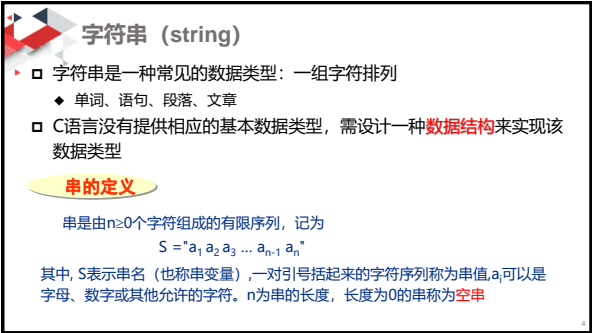 字符串（string）
字符串是一种常见的数据类型：一组字符排列
单词、语句、段落、文章
C语言没有提供相应的基本数据类型，需设计一种数据结构来实现该
数据类型
串的定义
串是由n≥0个字符组成的有限序列，记为
S ="a₁ a₂ a₃ … aₙ₋₁ aₙ"
其中, S表示串名（也称串变量）,一对引号括起来的字符序列称为串值,aᵢ可以是
字母、数字或其他允许的字符。n为串的长度，长度为0的串称为空串
4